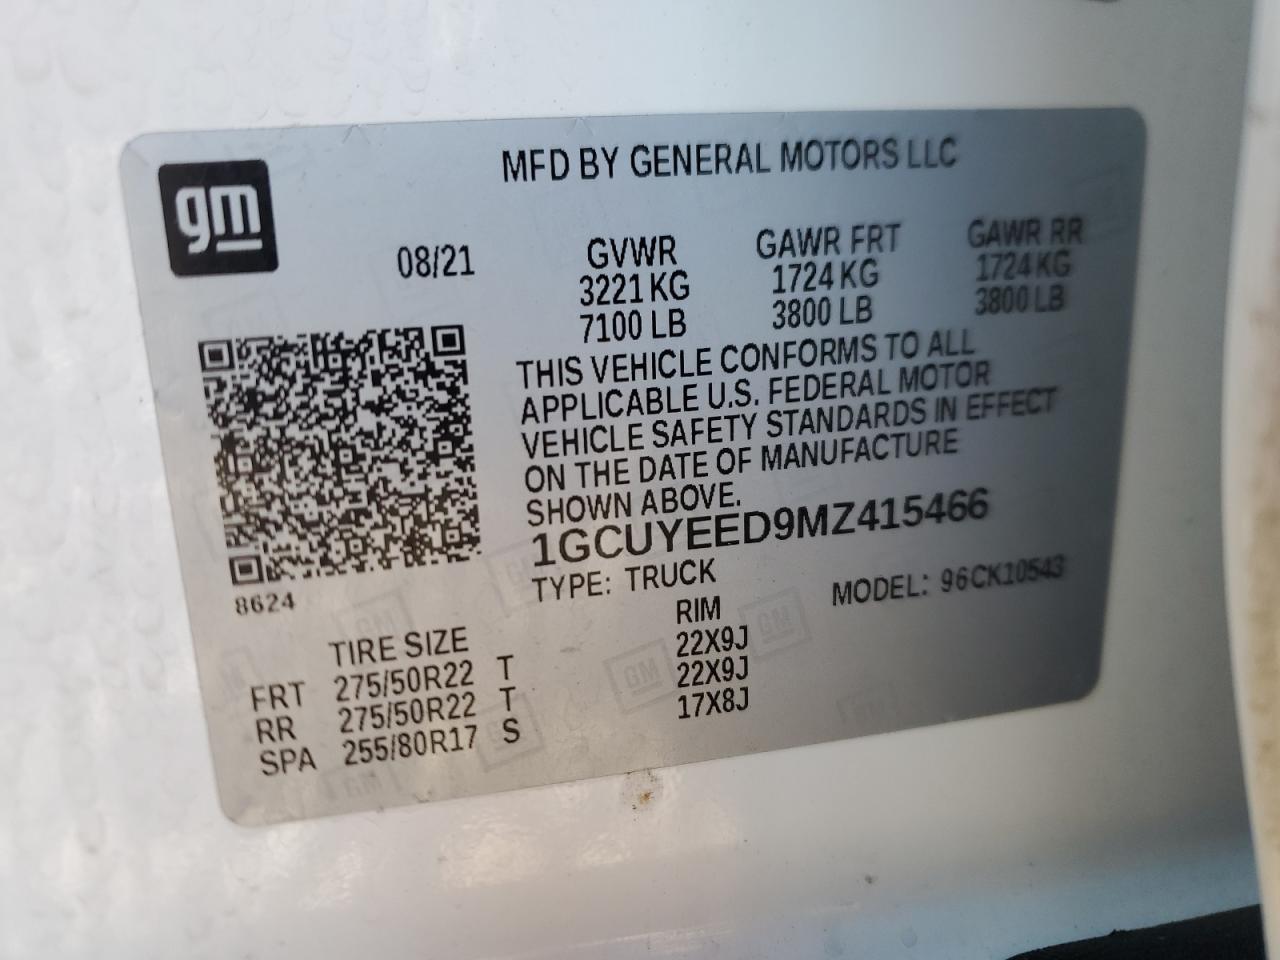 gm
MFD BY GENERAL MOTORS LLC
08/21
GVWR GAWR FRT GAWR RR
3221 KG 1724 KG 1724 KG
7100 LB 3800 LB 3800 LB
THIS VEHICLE CONFORMS TO ALL
APPLICABLE U.S. FEDERAL MOTOR
VEHICLE SAFETY STANDARDS IN EFFECT
ON THE DATE OF MANUFACTURE
SHOWN ABOVE.
1GCUYEED9MZ415466
8624
TYPE: TRUCK MODEL: 96CK10543
TIRE SIZE RIM
FRT 275/50R22 T 22X9J
RR 275/50R22 T 22X9J
SPA 255/80R17 S 17X8J